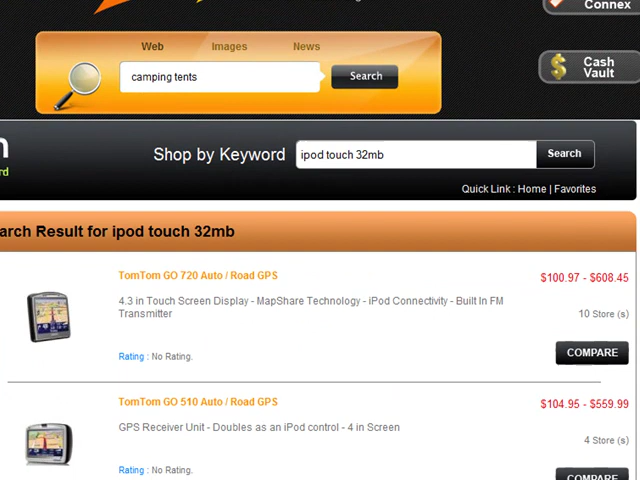 Connex
Web Images News
camping tents Search
Cash
Vault
Shop by Keyword ipod touch 32mb Search
Quick Link : Home | Favorites
arch Result for ipod touch 32mb
TomTom GO 720 Auto / Road GPS
$100.97 - $608.45
4.3 in Touch Screen Display - MapShare Technology - iPod Connectivity - Built In FM
Transmitter
10 Store (s)
Rating : No Rating.
COMPARE
TomTom GO 510 Auto / Road GPS
$104.95 - $559.99
GPS Receiver Unit - Doubles as an iPod control - 4 in Screen
4 Store (s)
Rating : No Rating.
COMPARE